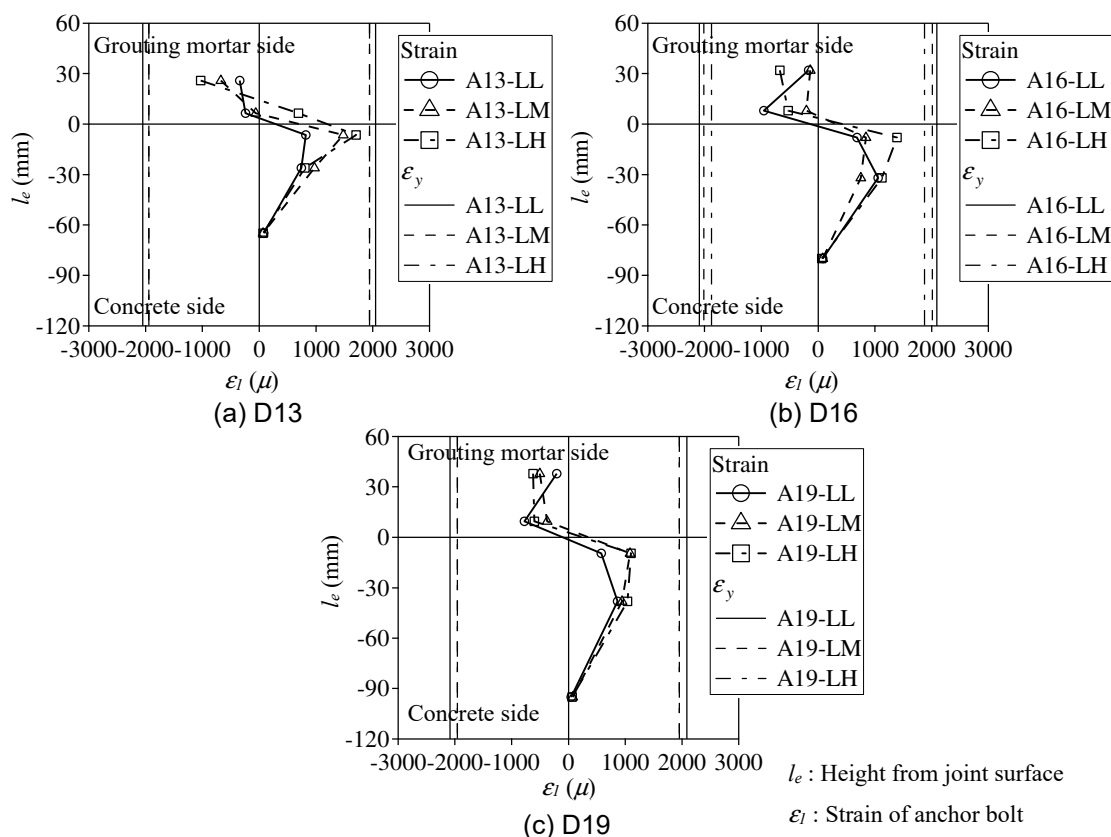 60
30
0
-30
-60
-90
-120
l_e (mm)
Grouting mortar side
Concrete side
-3000 -2000 -1000 0 1000 2000 3000
ε_l (μ)
Strain
A13-LL
A13-LM
A13-LH
ε_y
A13-LL
A13-LM
A13-LH
(a) D13
60
30
0
-30
-60
-90
-120
l_e (mm)
Grouting mortar side
Concrete side
-3000 -2000 -1000 0 1000 2000 3000
ε_l (μ)
Strain
A16-LL
A16-LM
A16-LH
ε_y
A16-LL
A16-LM
A16-LH
(b) D16
60
30
0
-30
-60
-90
-120
l_e (mm)
Grouting mortar side
Concrete side
-3000 -2000 -1000 0 1000 2000 3000
ε_l (μ)
Strain
A19-LL
A19-LM
A19-LH
ε_y
A19-LL
A19-LM
A19-LH
(c) D19
l_e : Height from joint surface
ε_l : Strain of anchor bolt